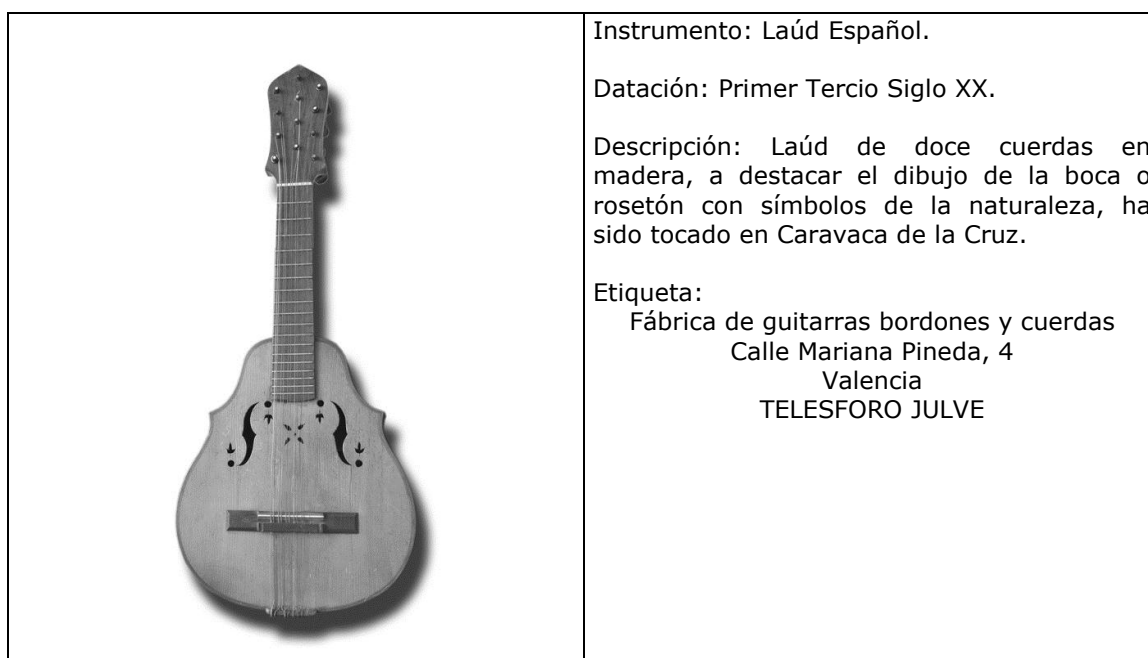 Instrumento: Laúd Español.
Datación: Primer Tercio Siglo XX.
Descripción: Laúd de doce cuerdas en
madera, a destacar el dibujo de la boca o
rosetón con símbolos de la naturaleza, ha
sido tocado en Caravaca de la Cruz.
Etiqueta:
Fábrica de guitarras bordones y cuerdas
Calle Mariana Pineda, 4
Valencia
TELESFORO JULVE